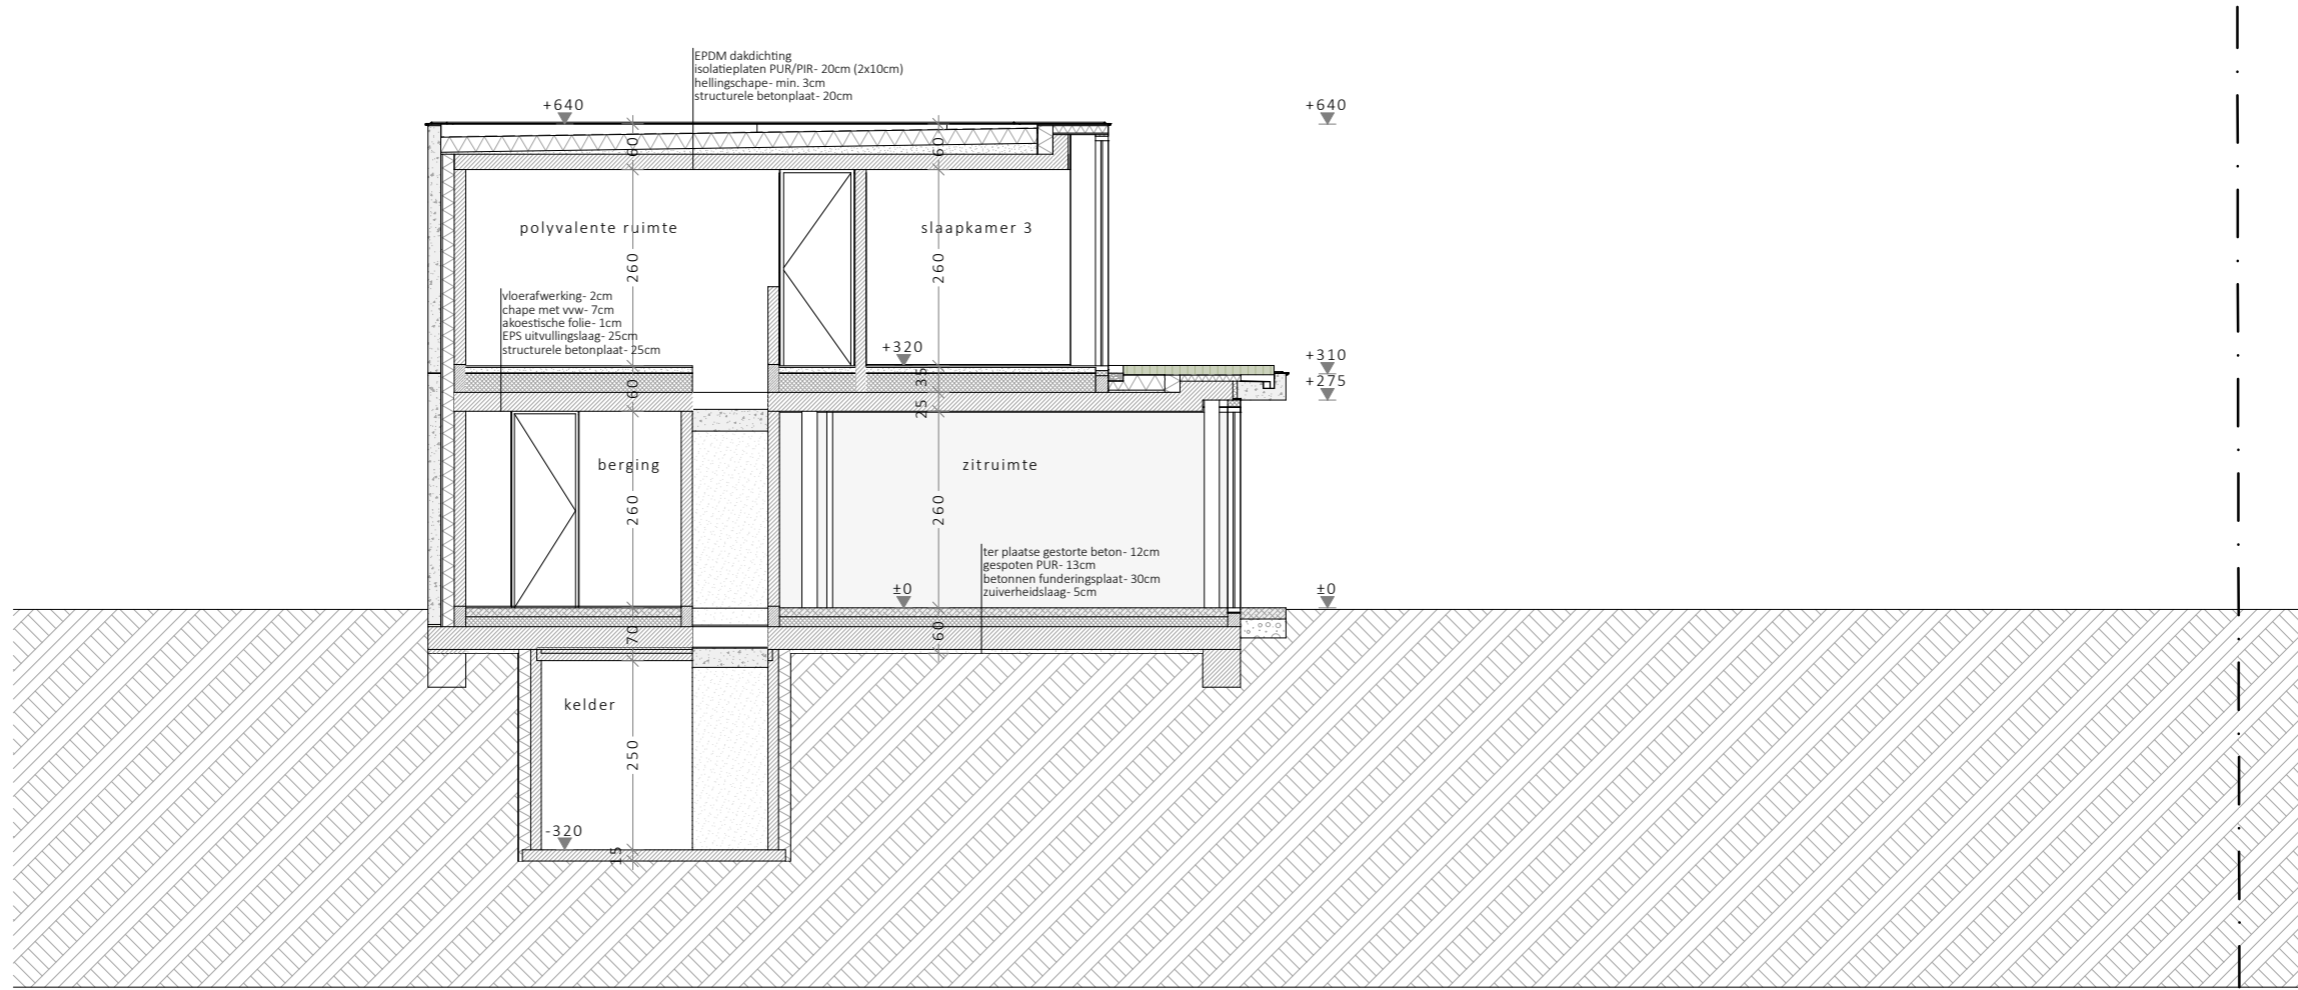 EPDM dakdichting
isolatieplaten PUR/PIR- 20cm (2x10cm)
hellingschape- min. 3cm
structurele betonplaat- 20cm
+640
+640
60
60
polyvalente ruimte
slaapkamer 3
260
260
vloerafwerking- 2cm
chape met vvw- 7cm
akoestische folie- 1cm
EPS uitvullingslaag- 25cm
structurele betonplaat- 25cm
+320
+310
+275
60
35
25
berging
zitruimte
260
260
ter plaatse gestorte beton- 12cm
gespoten PUR- 13cm
betonnen funderingsplaat- 30cm
zuiverheidslaag- 5cm
±0
±0
70
60
kelder
250
-320
15